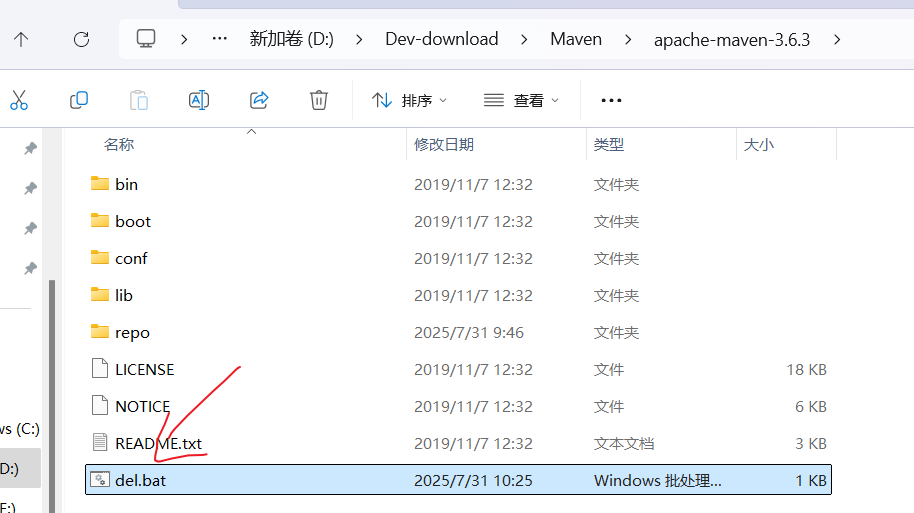 新加卷 (D:) Dev-download Maven apache-maven-3.6.3
排序 查看
名称 修改日期 类型 大小
bin 2019/11/7 12:32 文件夹
boot 2019/11/7 12:32 文件夹
conf 2019/11/7 12:32 文件夹
lib 2019/11/7 12:32 文件夹
repo 2025/7/31 9:46 文件夹
LICENSE 2019/11/7 12:32 文件 18 KB
NOTICE 2019/11/7 12:32 文件 6 KB
ws (C:)
README.txt 2019/11/7 12:32 文本文档 3 KB
D:)
del.bat 2025/7/31 10:25 Windows 批处理... 1 KB
E:)